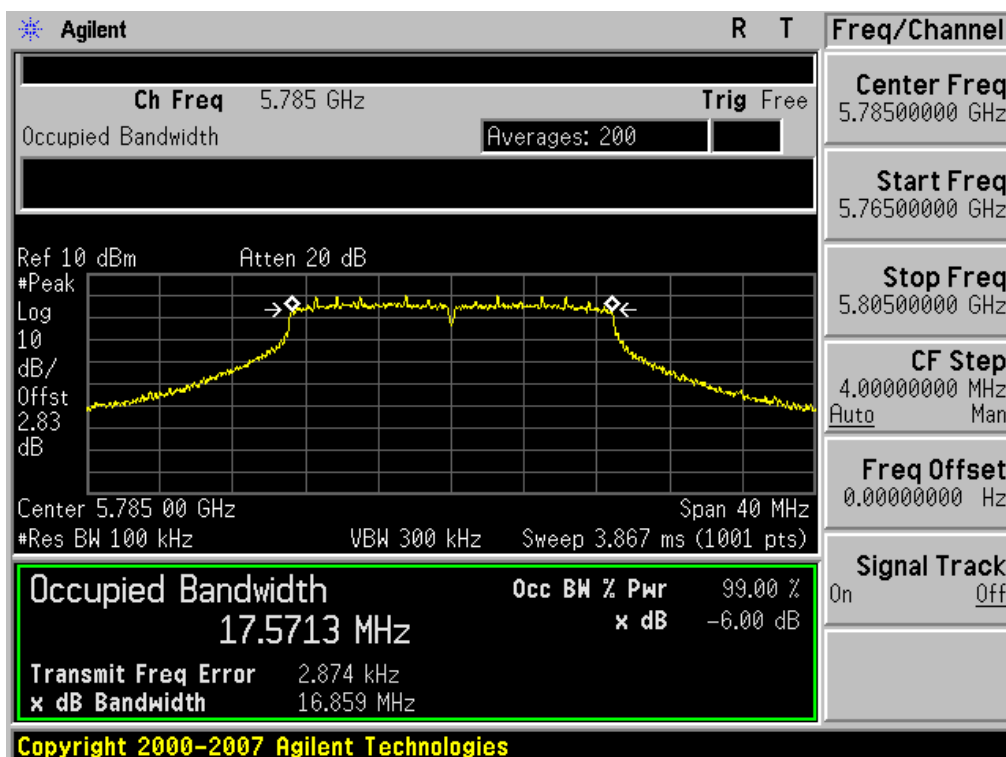 Agilent R T Freq/Channel
Ch Freq 5.785 GHz Trig Free
Occupied Bandwidth Averages: 200
Center Freq
5.78500000 GHz
Start Freq
5.76500000 GHz
Stop Freq
5.80500000 GHz
CF Step
4.00000000 MHz
Auto Man
Freq Offset
0.00000000 Hz
Signal Track
On Off
Ref 10 dBm Atten 20 dB
#Peak
Log
10
dB/
Offst
2.83
dB
Center 5.785 00 GHz Span 40 MHz
#Res BW 100 kHz VBW 300 kHz Sweep 3.867 ms (1001 pts)
Occupied Bandwidth Occ BW % Pwr 99.00 %
17.5713 MHz x dB -6.00 dB
Transmit Freq Error 2.874 kHz
x dB Bandwidth 16.859 MHz
Copyright 2000-2007 Agilent Technologies